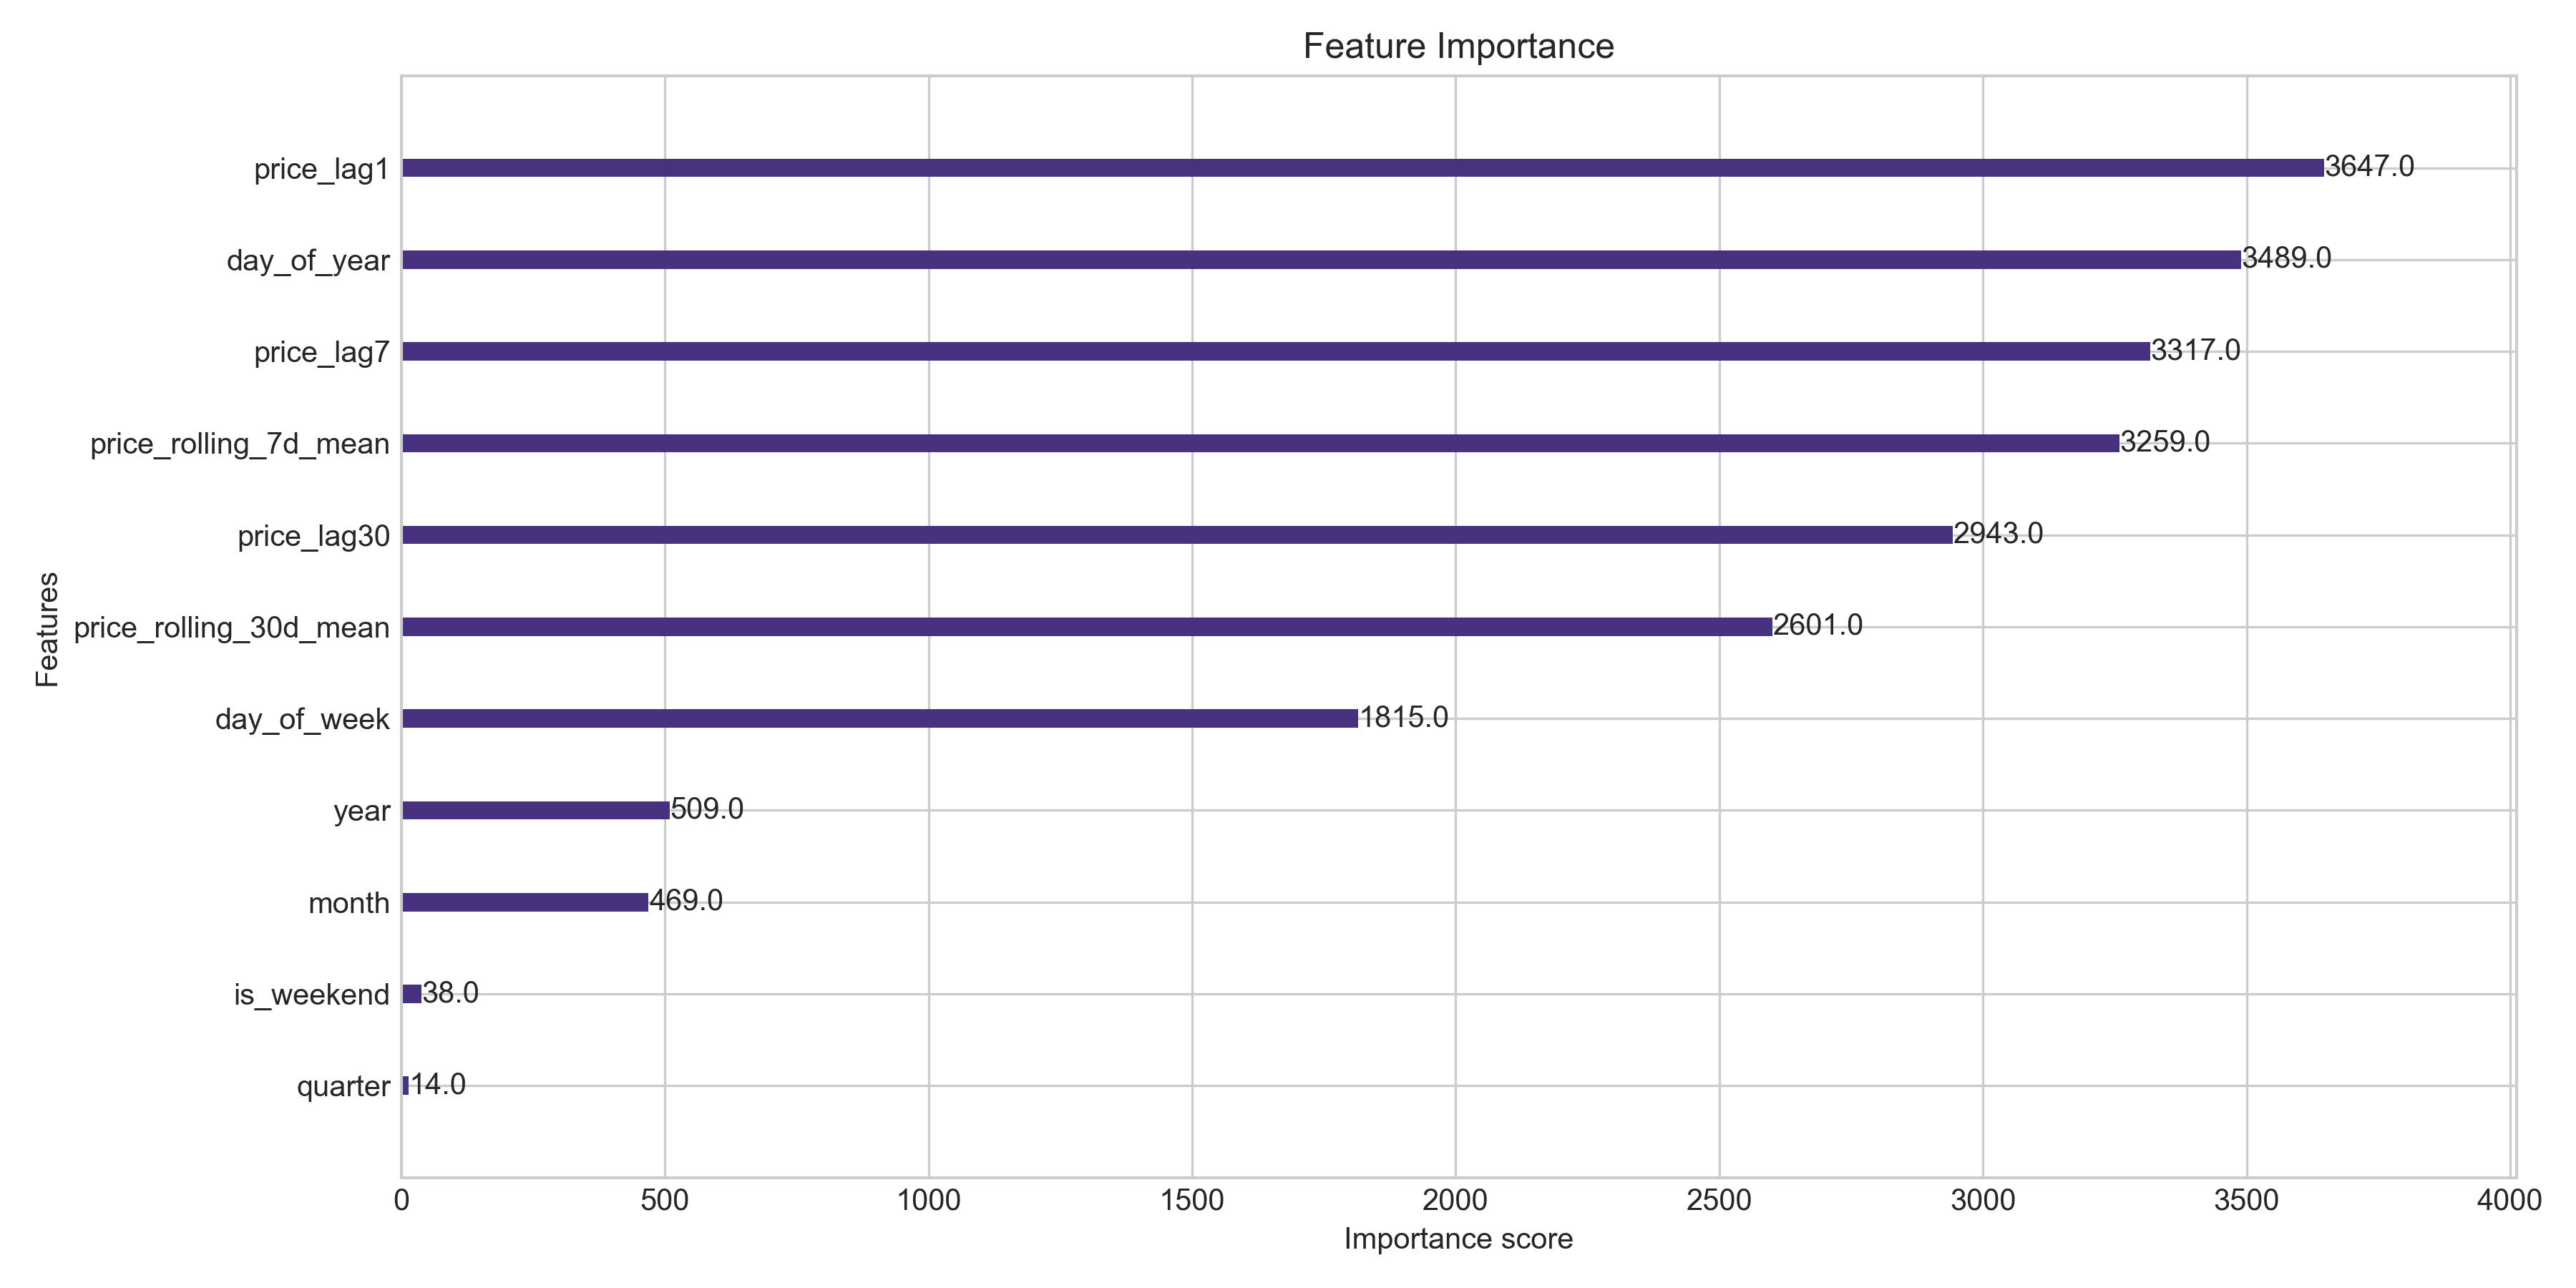 Feature Importance
price_lag1 3647.0
day_of_year 3489.0
price_lag7 3317.0
price_rolling_7d_mean 3259.0
price_lag30 2943.0
price_rolling_30d_mean 2601.0
day_of_week 1815.0
year 509.0
month 469.0
is_weekend 38.0
quarter 14.0
Features
0 500 1000 1500 2000 2500 3000 3500 4000
Importance score